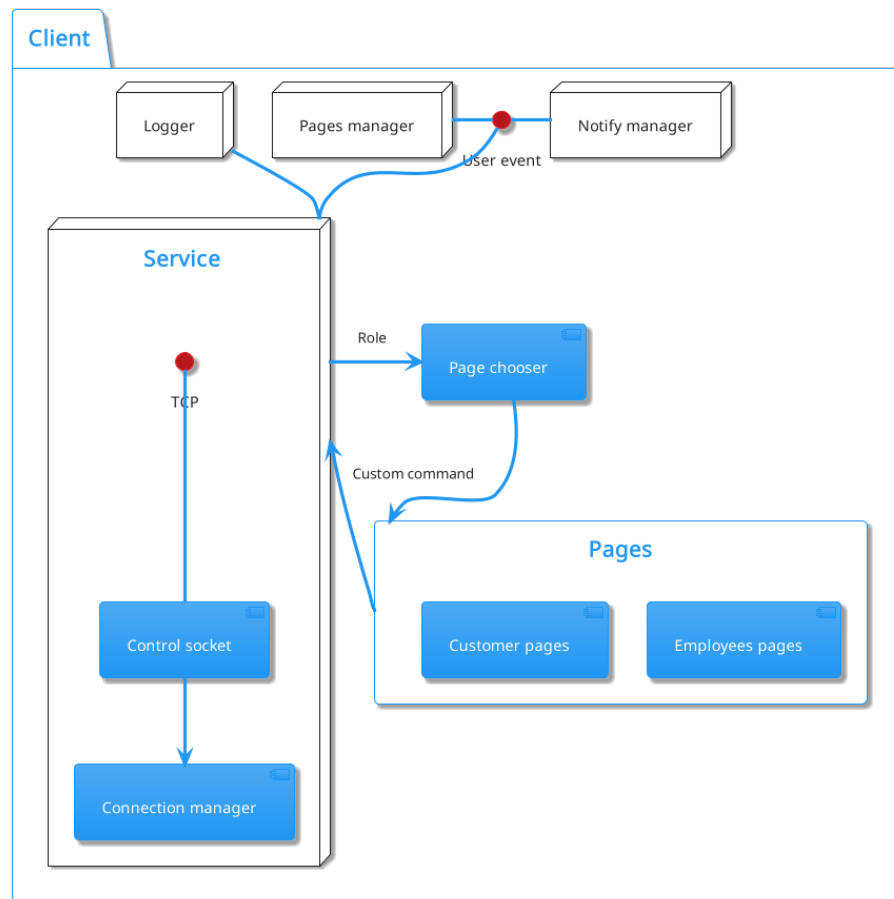 Client
Logger
Pages manager
Notify manager
User event
Service
Role
Page chooser
TCP
Custom command
Pages
Control socket
Customer pages
Employees pages
Connection manager